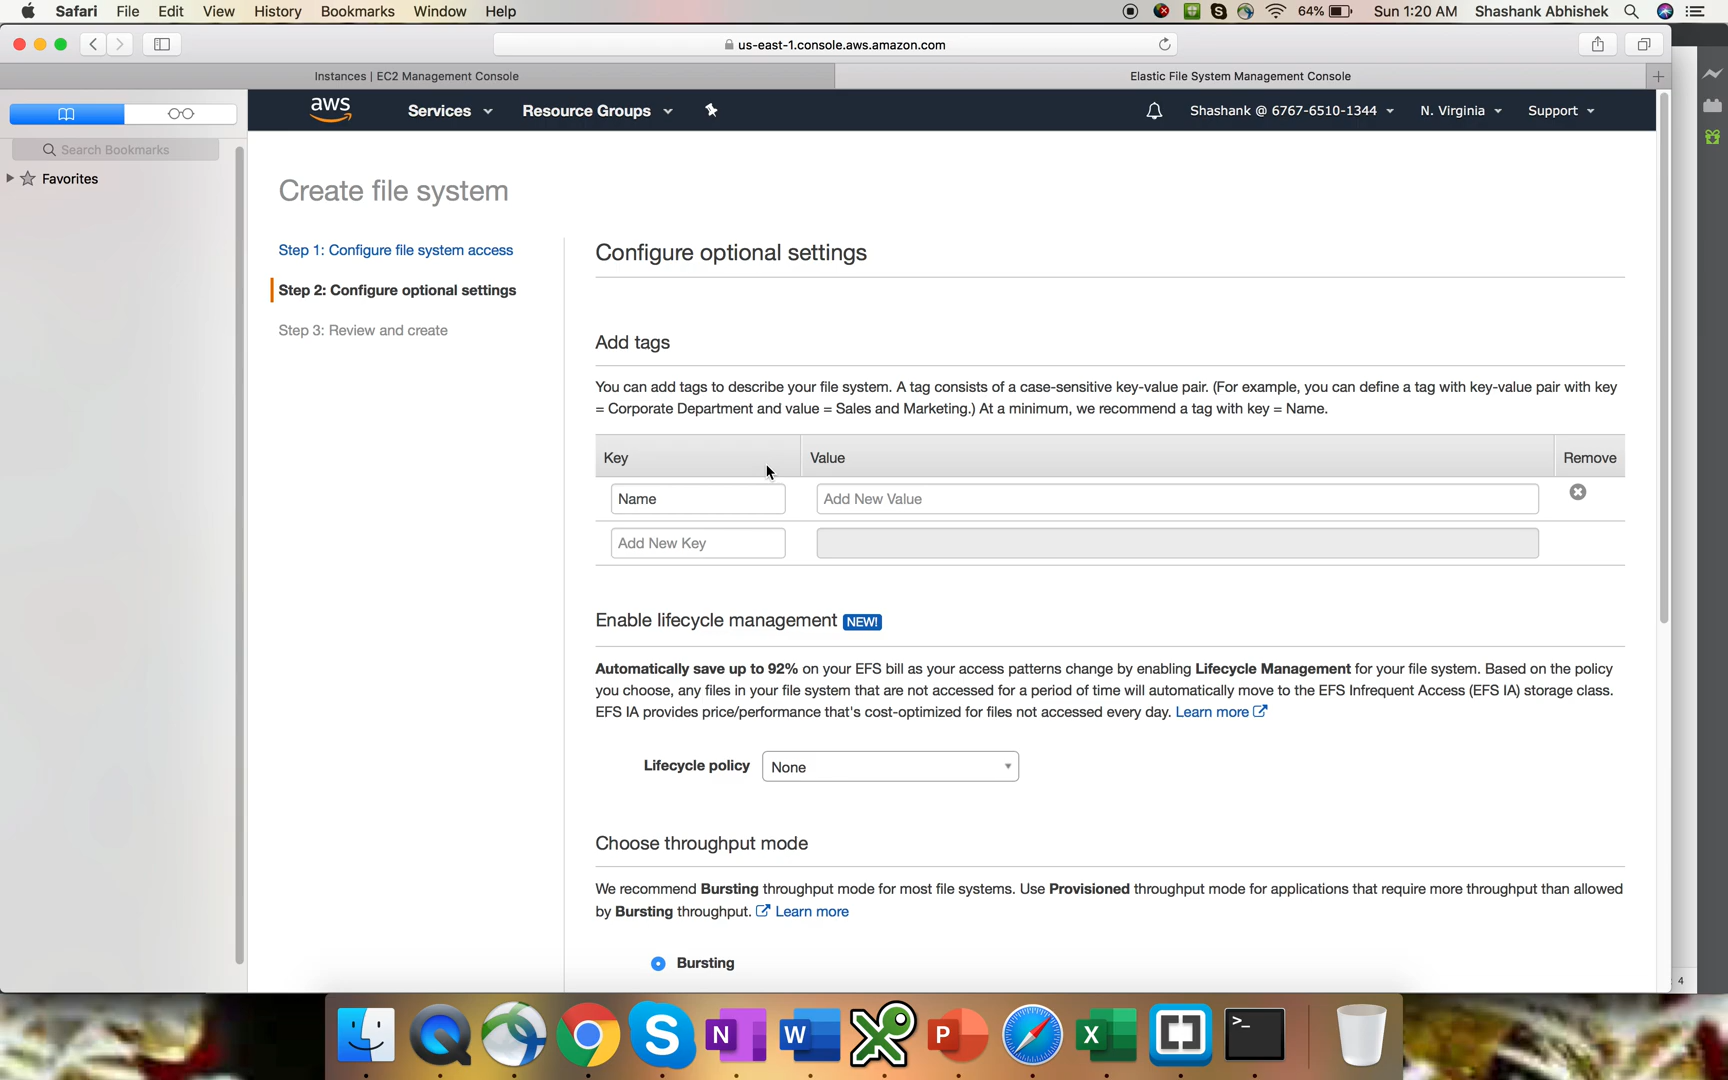 Safari File Edit View History Bookmarks Window Help 64% Sun 1:20 AM Shashank Abhishek
us-east-1.console.aws.amazon.com
Instances | EC2 Management Console Elastic File System Management Console
aws Services Resource Groups Shashank @ 6767-6510-1344 N. Virginia Support
Search Bookmarks
Favorites
Create file system
Step 1: Configure file system access
Step 2: Configure optional settings
Step 3: Review and create
Configure optional settings
Add tags
You can add tags to describe your file system. A tag consists of a case-sensitive key-value pair. (For example, you can define a tag with key-value pair with key
= Corporate Department and value = Sales and Marketing.) At a minimum, we recommend a tag with key = Name.
Key Value Remove
Name Add New Value
Add New Key
Enable lifecycle management NEW!
Automatically save up to 92% on your EFS bill as your access patterns change by enabling Lifecycle Management for your file system. Based on the policy
you choose, any files in your file system that are not accessed for a period of time will automatically move to the EFS Infrequent Access (EFS IA) storage class.
EFS IA provides price/performance that's cost-optimized for files not accessed every day. Learn more
Lifecycle policy None
Choose throughput mode
We recommend Bursting throughput mode for most file systems. Use Provisioned throughput mode for applications that require more throughput than allowed
by Bursting throughput. Learn more
Bursting
4
S N W X P X >_